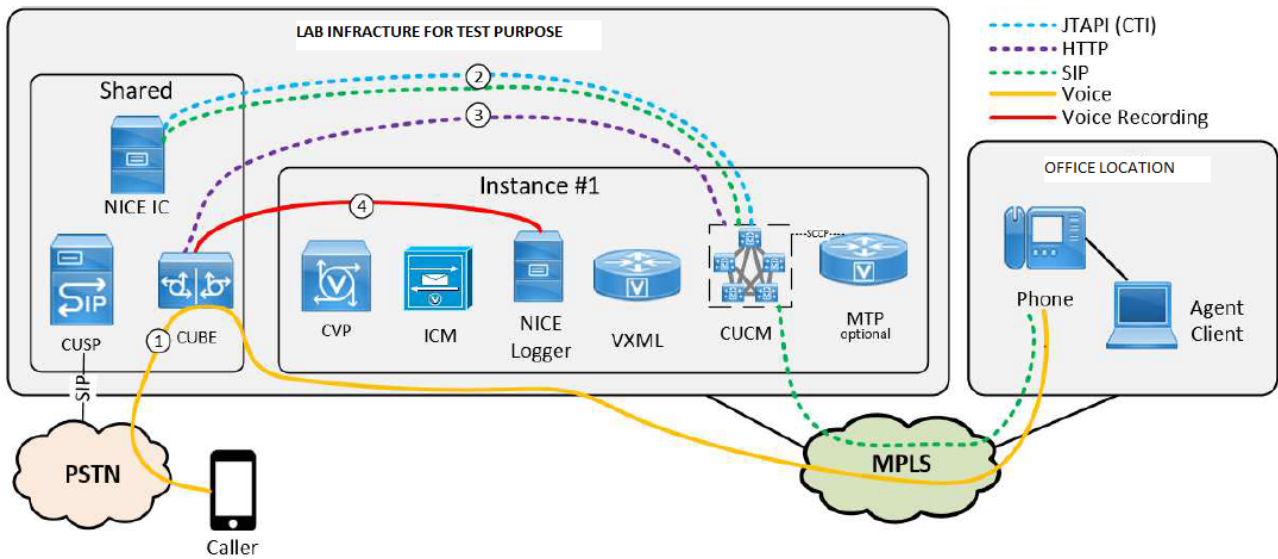 LAB INFRACTURE FOR TEST PURPOSE
JTAPI (CTI)
HTTP
SIP
Voice
Voice Recording
Shared
NICE IC
SIP
CUSP
CUBE
1
2
3
4
Instance #1
CVP
ICM
NICE
Logger
V
VXML
CUCM
SCCP
V
MTP
optional
OFFICE LOCATION
Phone
Agent
Client
SIP
PSTN
Caller
MPLS